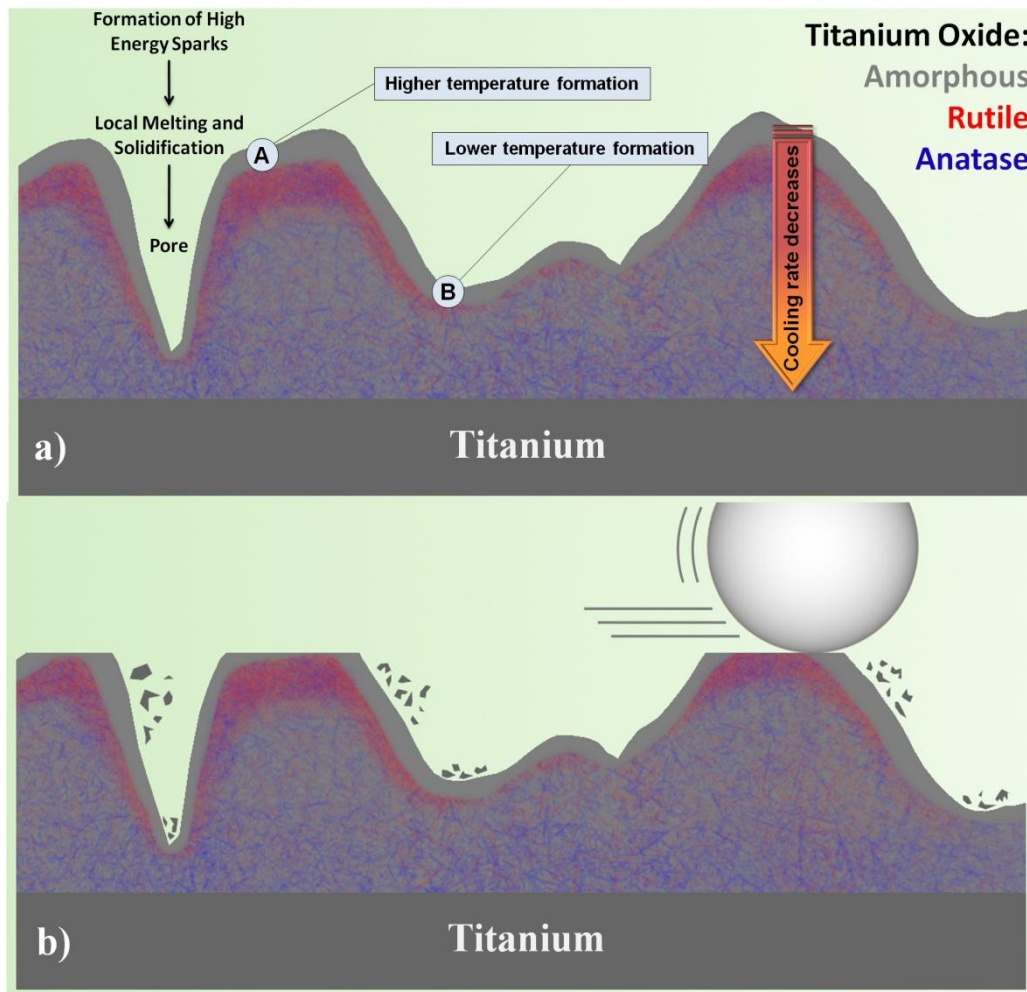 Formation of High
Energy Sparks
Local Melting and
Solidification
Pore
Higher temperature formation
A
Lower temperature formation
B
Titanium Oxide:
Amorphous
Rutile
Anatase
Cooling rate decreases
a)
Titanium
b)
Titanium